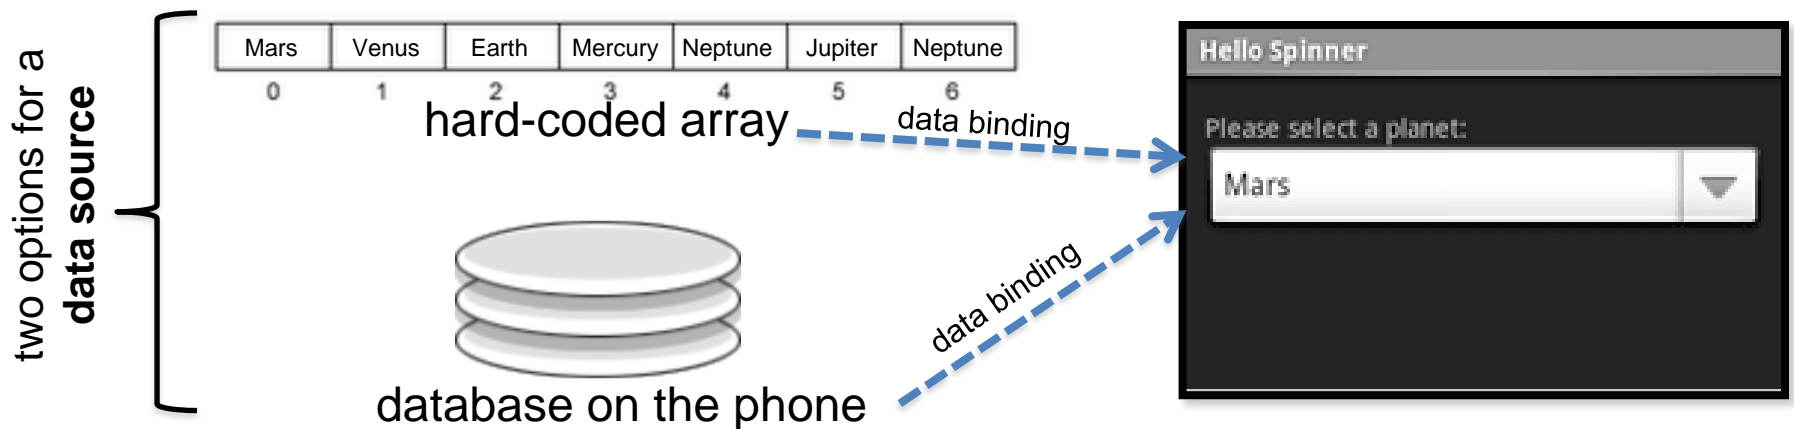 two options for a
data source
Mars Venus Earth Mercury Neptune Jupiter Neptune
0 1 2 3 4 5 6
hard-coded array
data binding
database on the phone
data binding
Hello Spinner
Please select a planet:
Mars